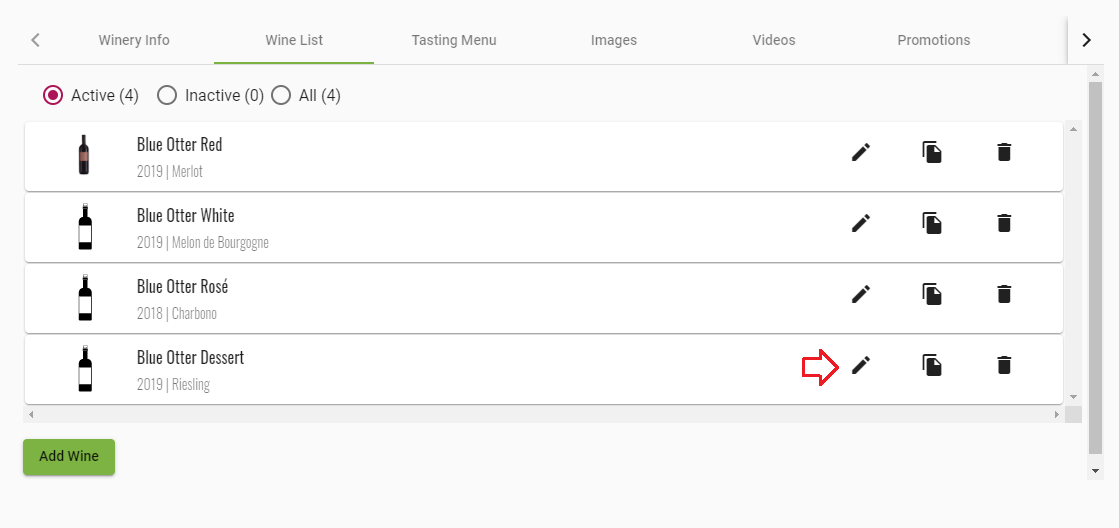 Winery Info Wine List Tasting Menu Images Videos Promotions
Active (4) Inactive (0) All (4)
Blue Otter Red
2019 | Merlot
Blue Otter White
2019 | Melon de Bourgogne
Blue Otter Rosé
2018 | Charbono
Blue Otter Dessert
2019 | Riesling
Add Wine